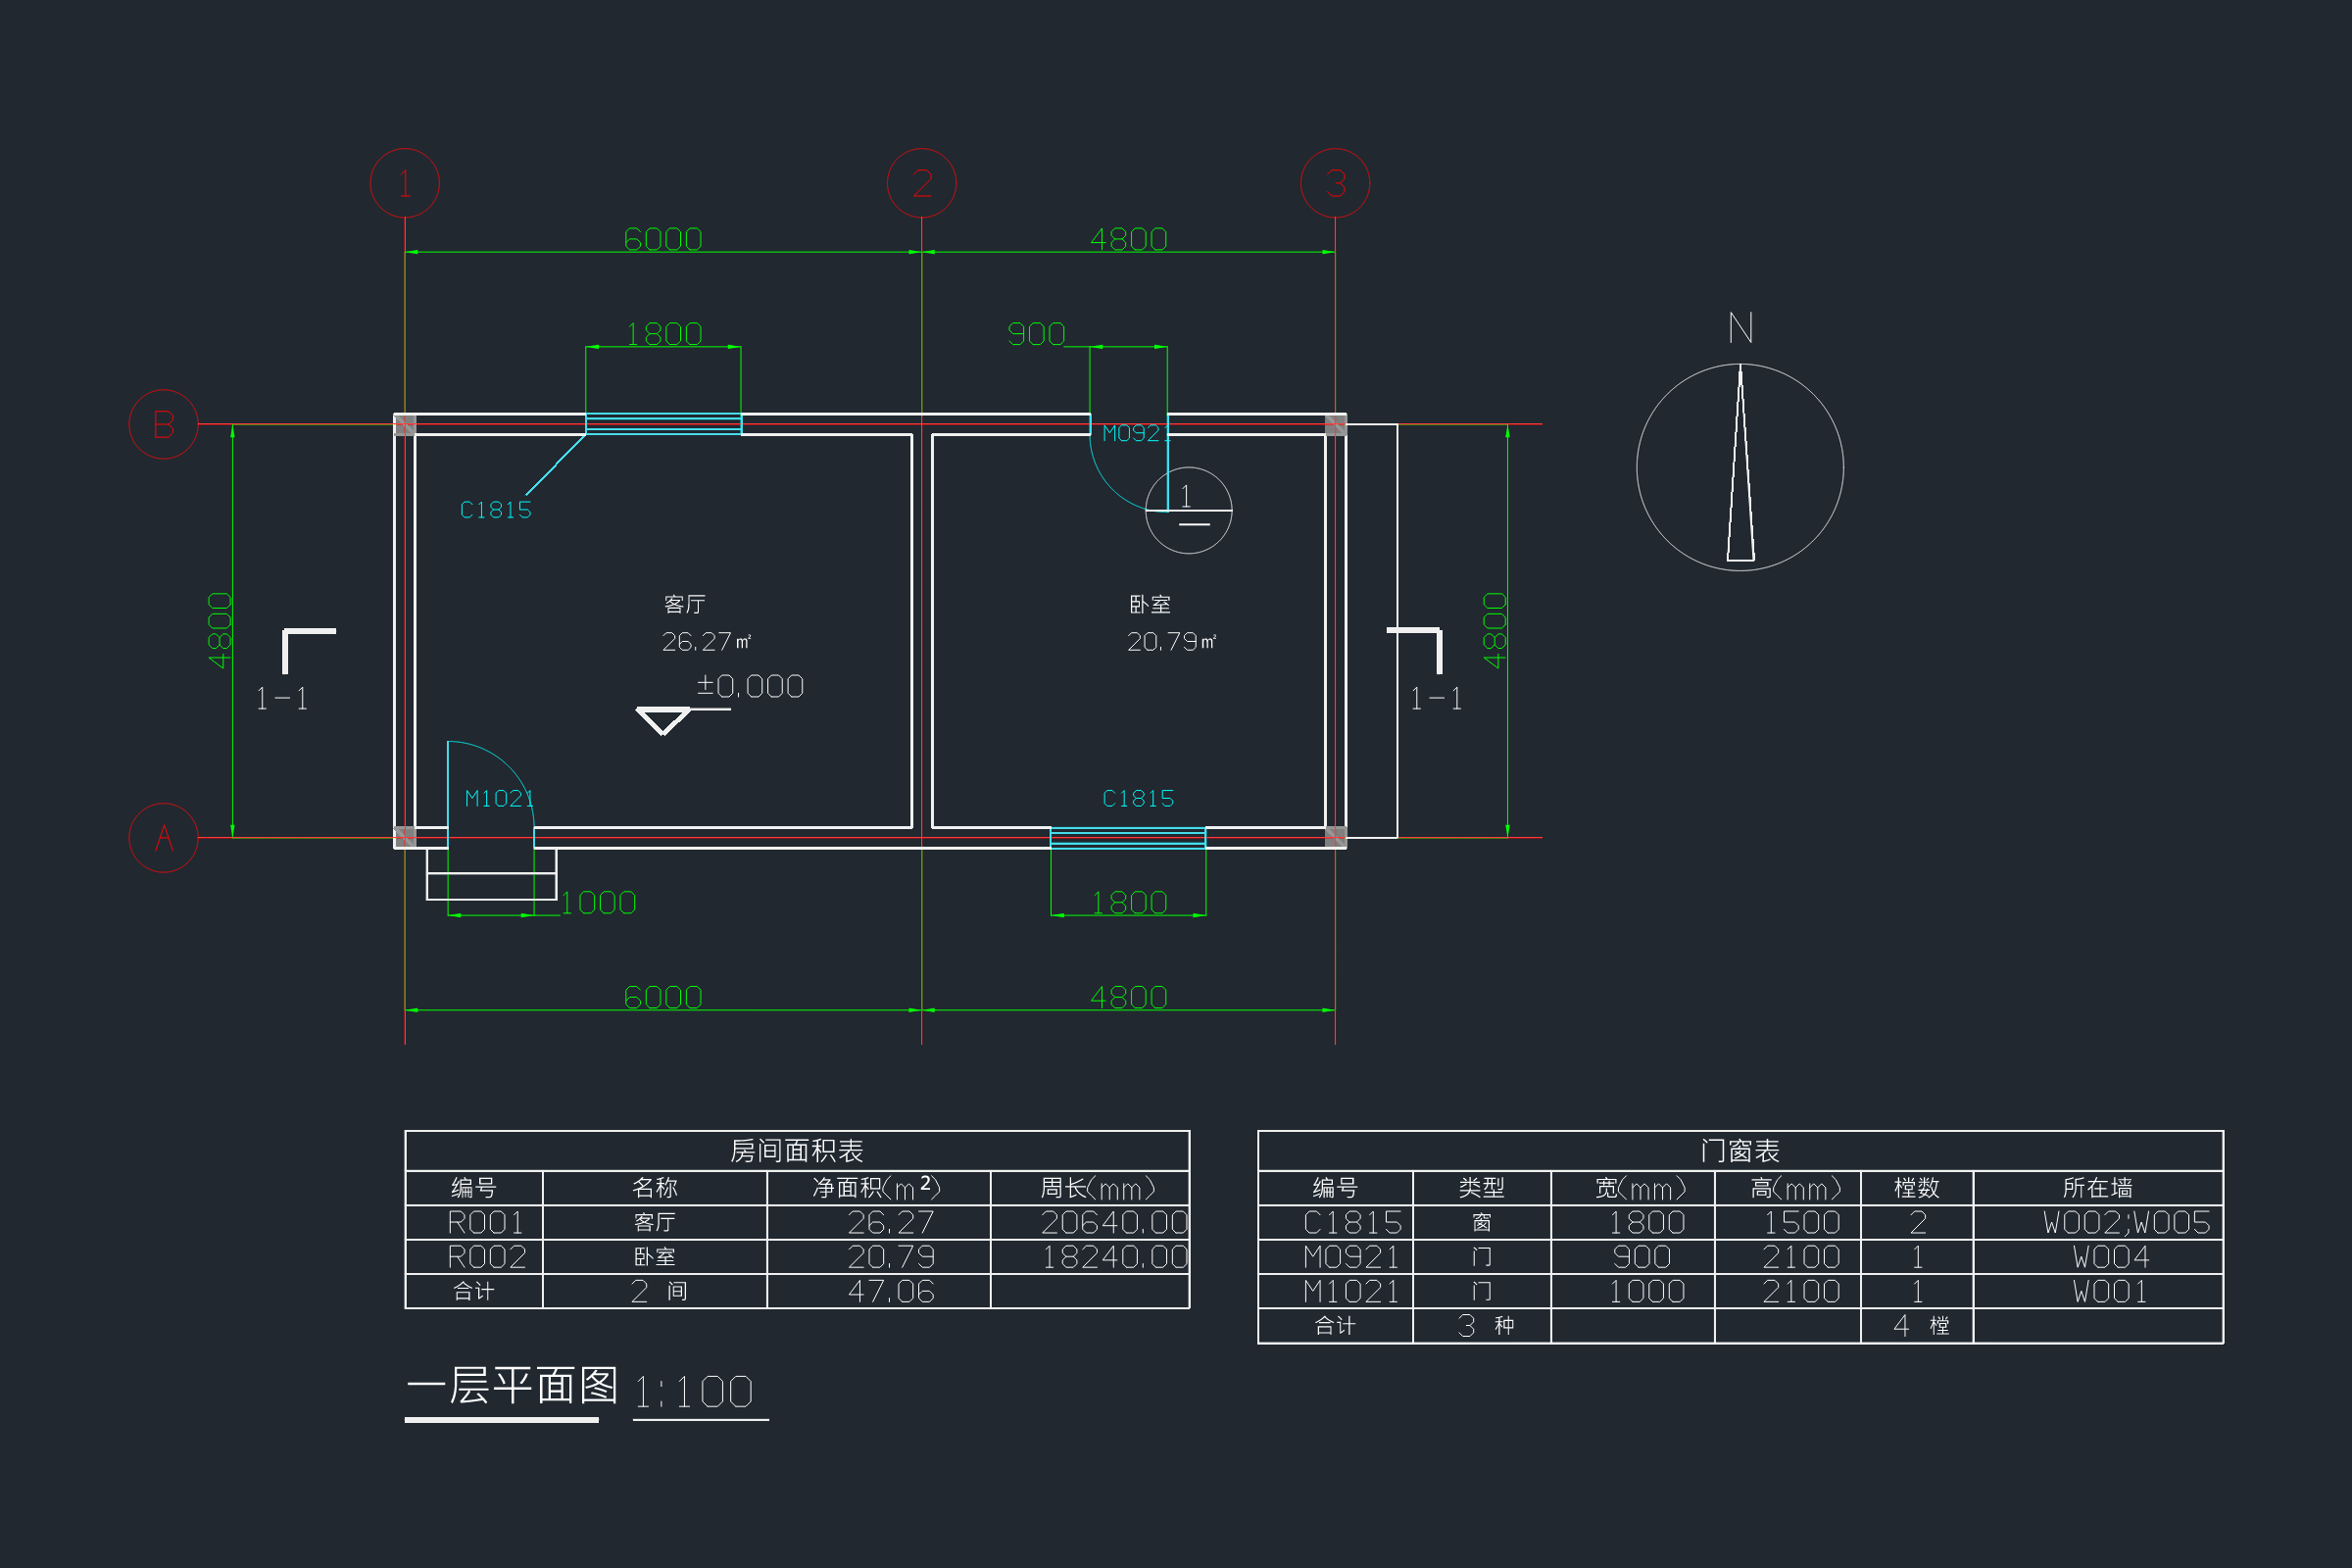 1 2 3
6000 4800
1800 900
N
B
M0921
C1815
1
客厅 卧室
26.27㎡ 20.79㎡
4800 4800
±0.000
1-1 1-1
M1021 C1815
A
1000 1800
6000 4800
房间面积表
编号 名称 净面积(m²) 周长(mm)
R001 客厅 26.27 20640.00
R002 卧室 20.79 18240.00
合计 2 间 47.06
门窗表
编号 类型 宽(mm) 高(mm) 樘数 所在墙
C1815 窗 1800 1500 2 W002;W005
M0921 门 900 2100 1 W004
M1021 门 1000 2100 1 W001
合计 3 种 4 樘
一层平面图 1:100